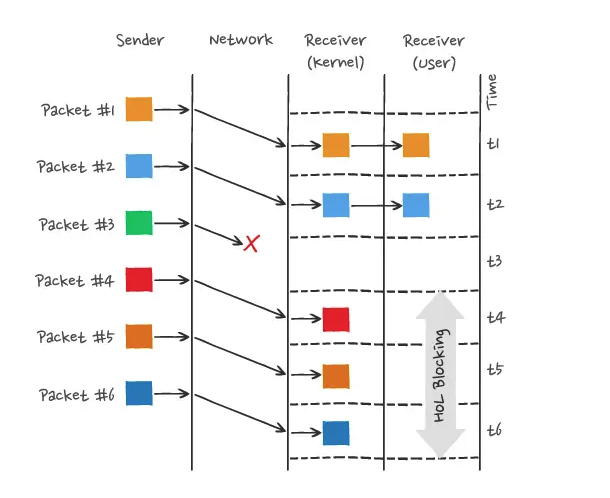 Sender
Network
Receiver
(kernel)
Receiver
(user)
Time
Packet #1
t1
Packet #2
t2
Packet #3
X
t3
Packet #4
t4
HoL Blocking
Packet #5
t5
Packet #6
t6